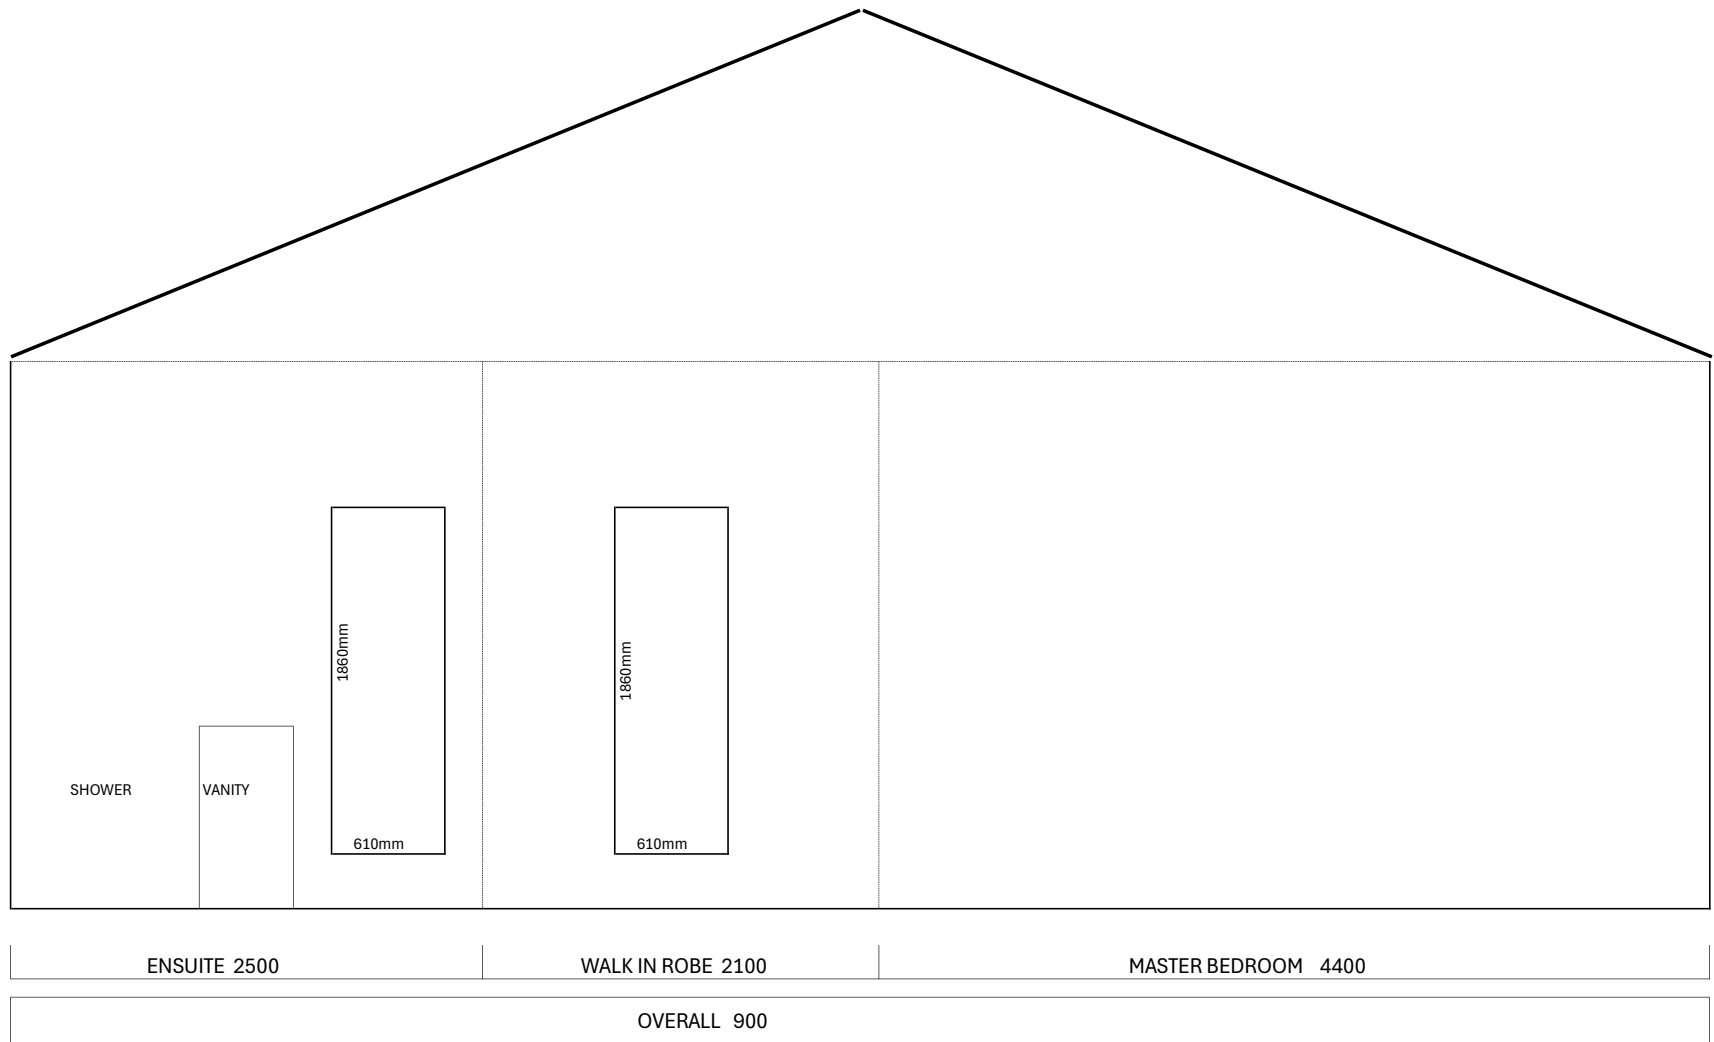 1860mm
1860mm
SHOWER
VANITY
610mm
610mm
ENSUITE 2500
WALK IN ROBE 2100
MASTER BEDROOM 4400
OVERALL 900